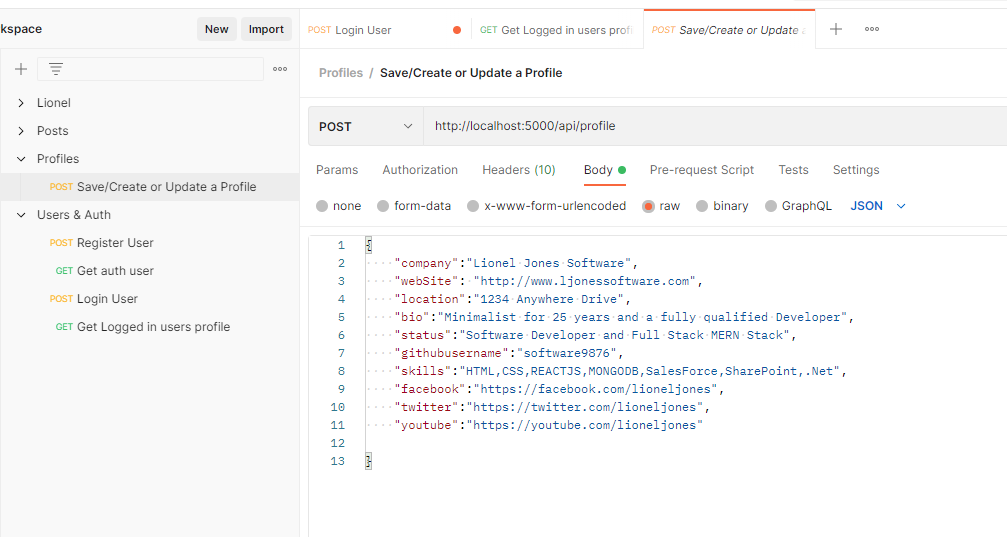 kspace
New Import
POST Login User
GET Get Logged in users profi
POST Save/Create or Update a
Profiles / Save/Create or Update a Profile
Lionel
Posts
Profiles
POST Save/Create or Update a Profile
Users & Auth
POST Register User
GET Get auth user
POST Login User
GET Get Logged in users profile
POST http://localhost:5000/api/profile
Params Authorization Headers (10) Body Pre-request Script Tests Settings
none form-data x-www-form-urlencoded raw binary GraphQL JSON
1 {
2 "company":"Lionel Jones Software",
3 "webSite": "http://www.ljonessoftware.com",
4 "location":"1234 Anywhere Drive",
5 "bio":"Minimalist for 25 years and a fully qualified Developer",
6 "status":"Software Developer and Full Stack MERN Stack",
7 "githubusername":"software9876",
8 "skills":"HTML,CSS,REACTJS,MONGODB,SalesForce,SharePoint,.Net",
9 "facebook":"https://facebook.com/lioneljones",
10 "twitter":"https://twitter.com/lioneljones",
11 "youtube":"https://youtube.com/lioneljones"
12
13 }